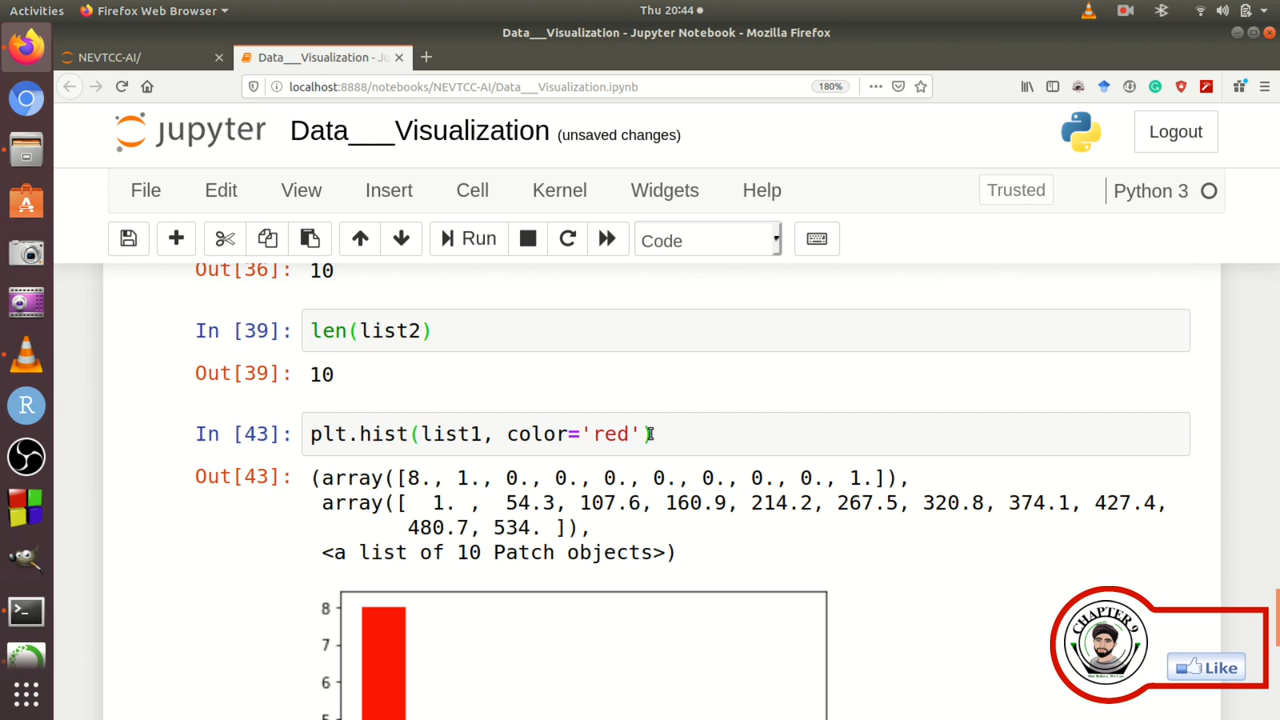 Activities Firefox Web Browser Thu 20:44
Data___Visualization - Jupyter Notebook - Mozilla Firefox
NEVTCC-AI/ Data___Visualization - Ju
localhost:8888/notebooks/NEVTCC-AI/Data___Visualization.ipynb 180%
jupyter Data___Visualization (unsaved changes) Logout
File Edit View Insert Cell Kernel Widgets Help Trusted Python 3
Run Code
Out[36]: 10
In [39]: len(list2)
Out[39]: 10
In [43]: plt.hist(list1, color='red')
Out[43]: (array([8., 1., 0., 0., 0., 0., 0., 0., 0., 1.]),
array([ 1. , 54.3, 107.6, 160.9, 214.2, 267.5, 320.8, 374.1, 427.4,
480.7, 534. ]),
<a list of 10 Patch objects>)
8
7
6
R
CHAPTER 9
Like